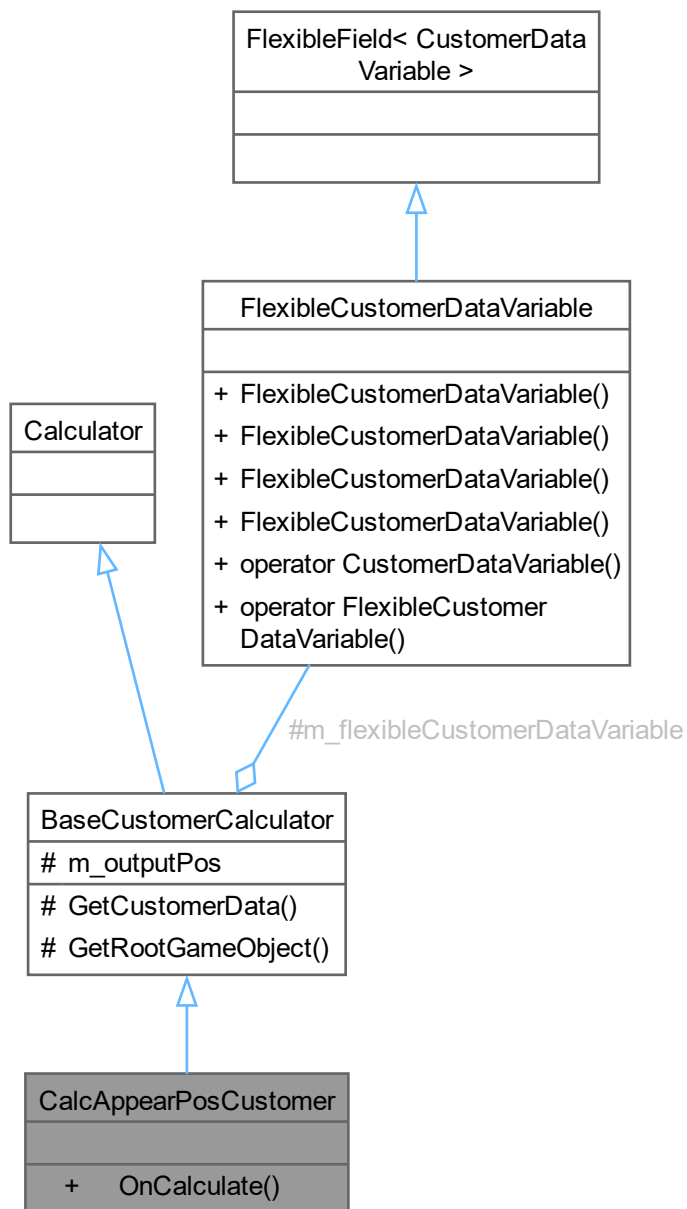 FlexibleField< CustomerData
Variable >
FlexibleCustomerDataVariable
+ FlexibleCustomerDataVariable()
+ FlexibleCustomerDataVariable()
+ FlexibleCustomerDataVariable()
+ FlexibleCustomerDataVariable()
+ operator CustomerDataVariable()
+ operator FlexibleCustomer
DataVariable()
Calculator
#m_flexibleCustomerDataVariable
BaseCustomerCalculator
# m_outputPos
# GetCustomerData()
# GetRootGameObject()
CalcAppearPosCustomer
+ OnCalculate()